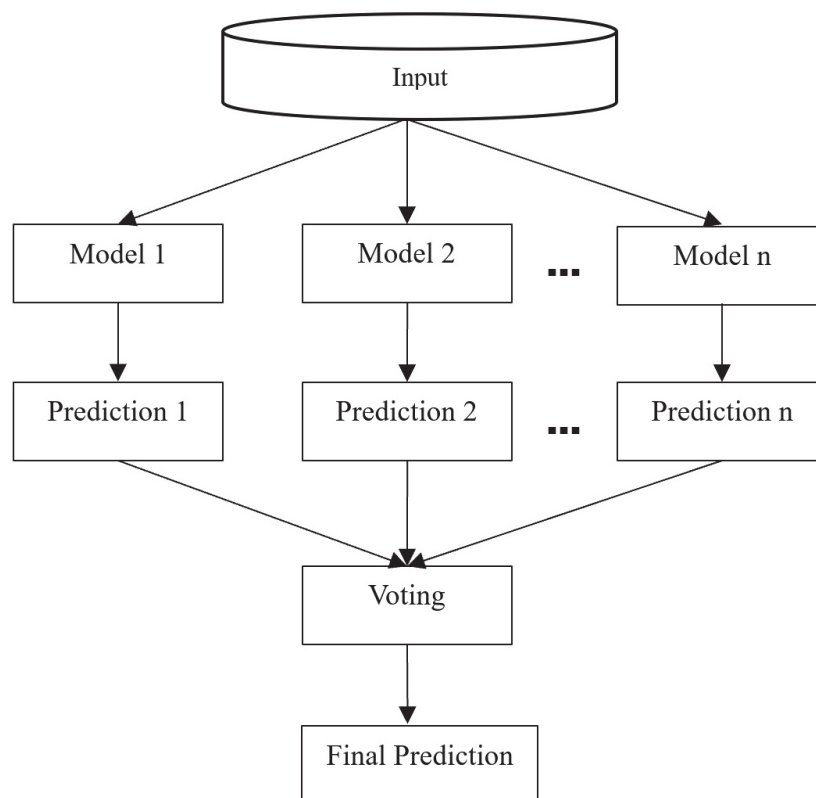 Input
Model 1
Model 2
...
Model n
Prediction 1
Prediction 2
...
Prediction n
Voting
Final Prediction